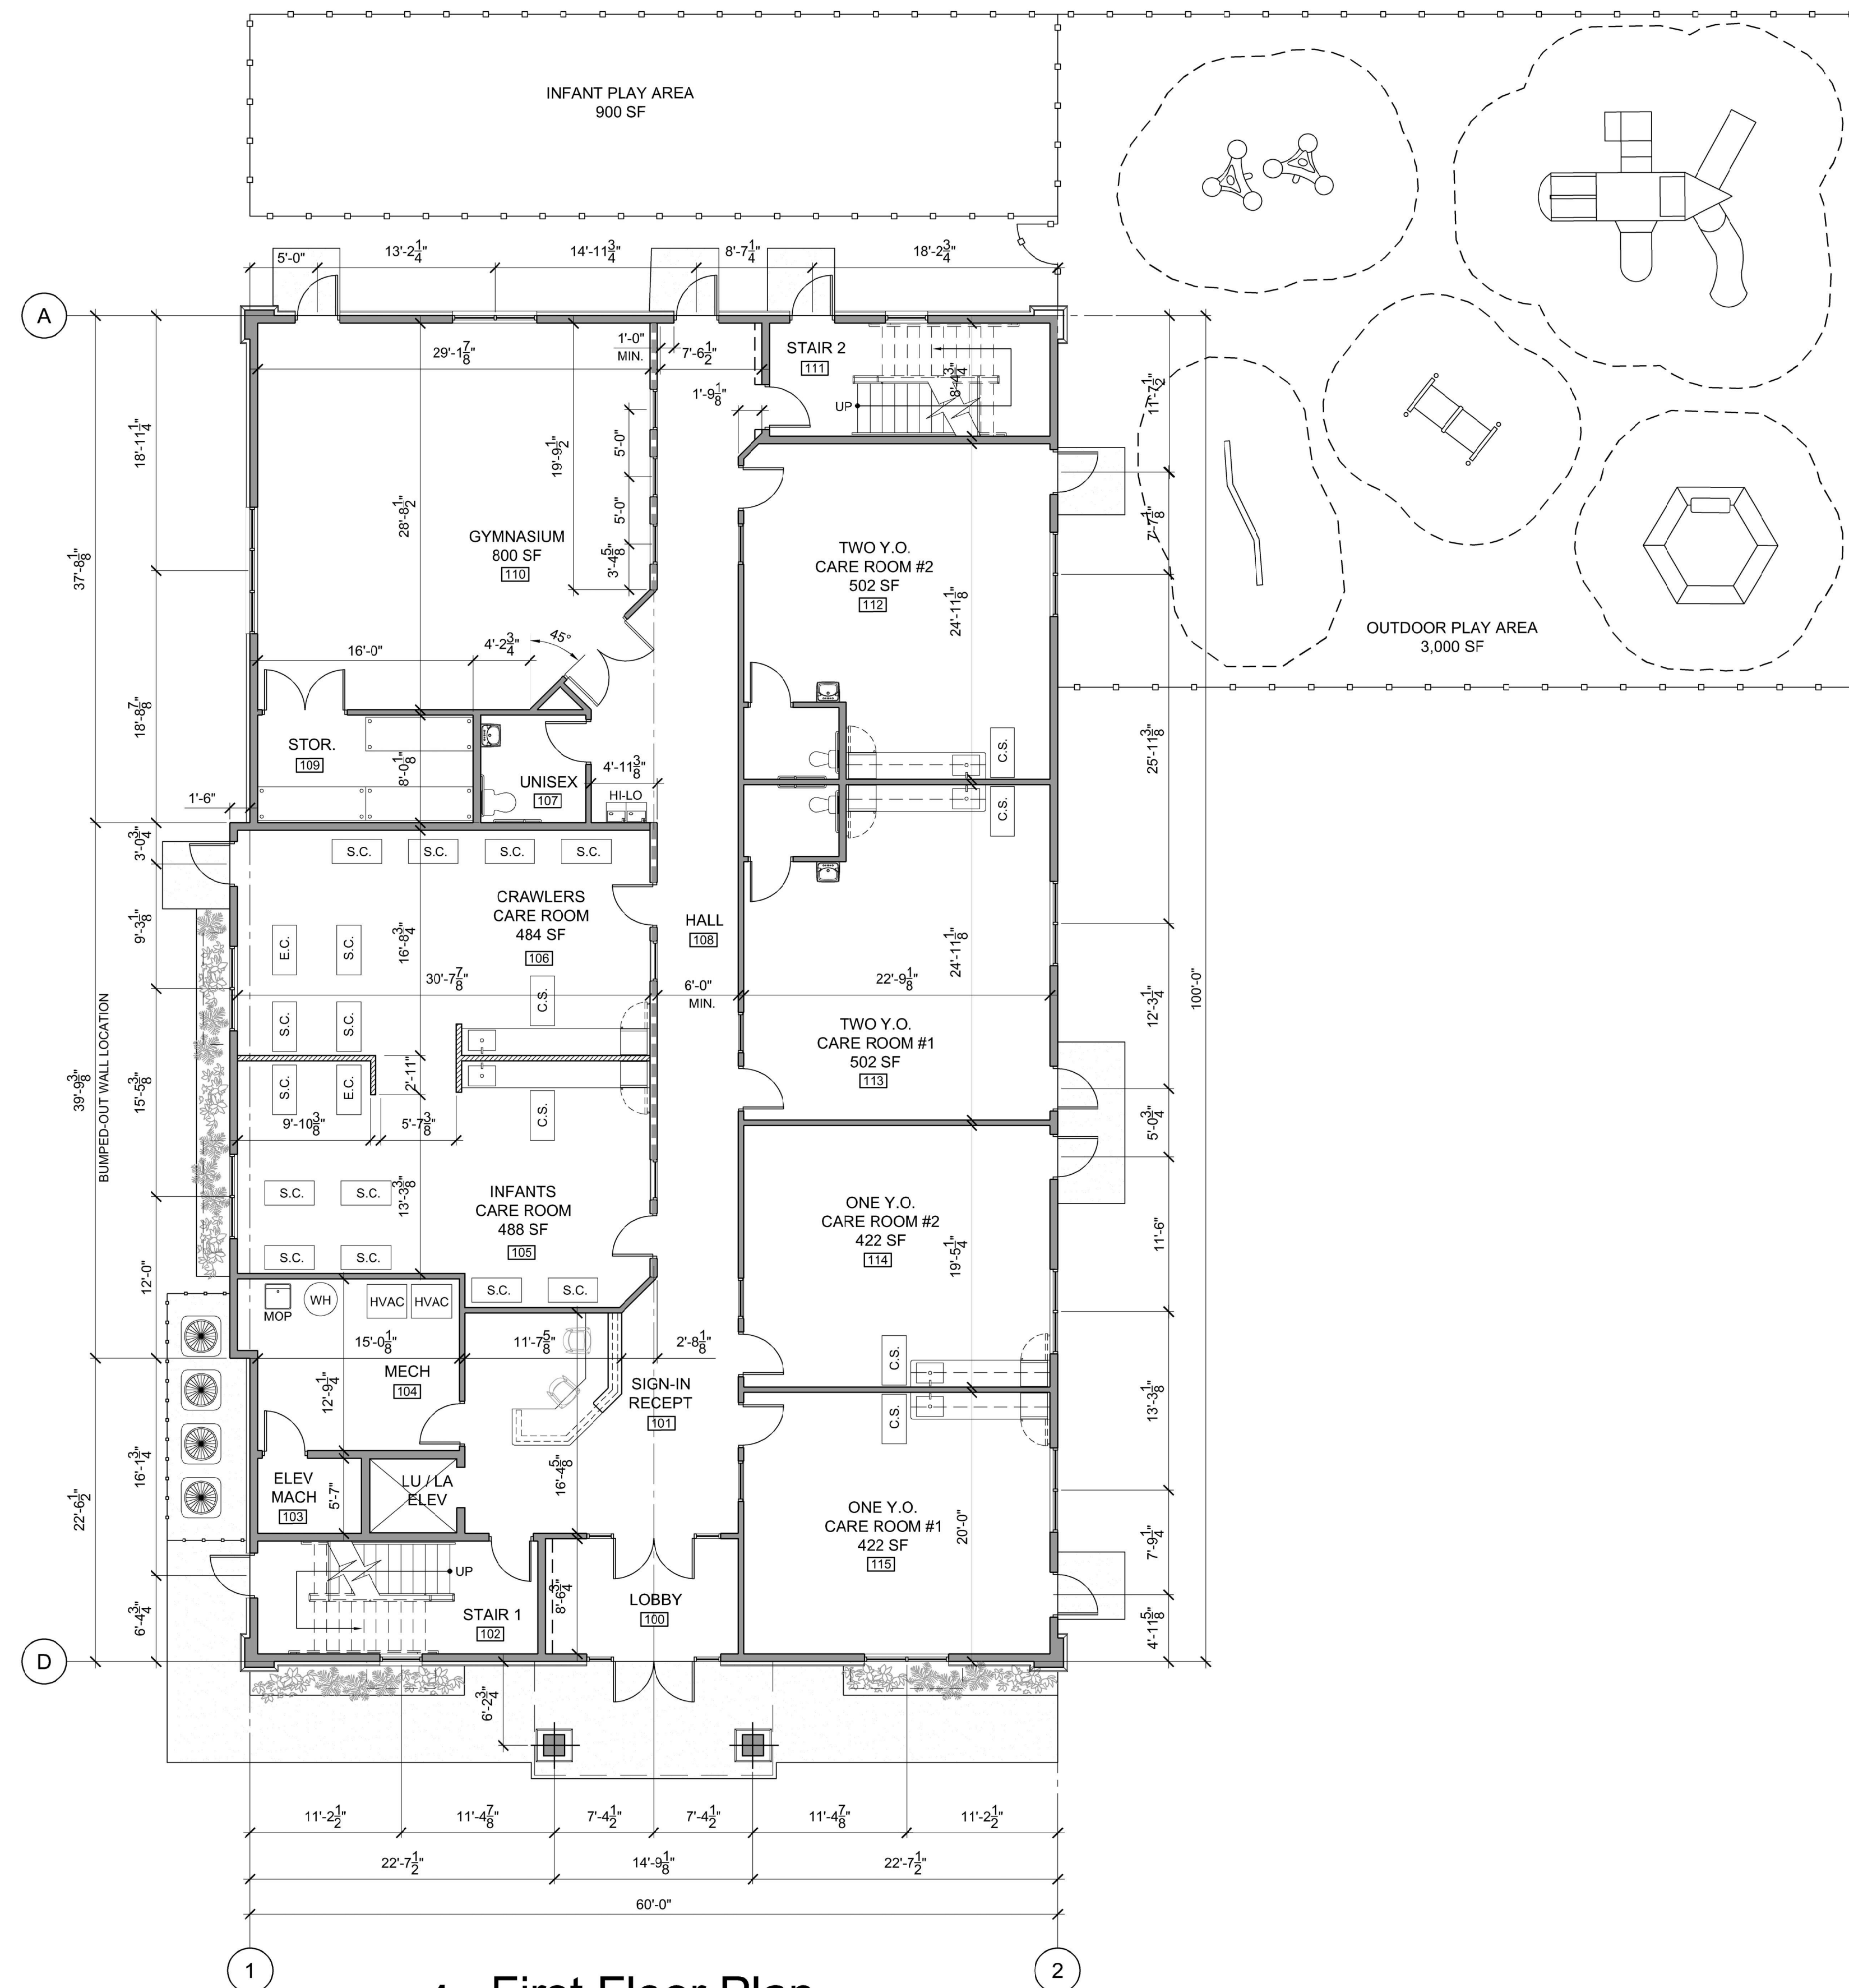 INFANT PLAY AREA
900 SF
5'-0"
13'-2 1/4"
14'-11 3/4"
8'-7 1/4"
18'-2 3/4"
A
29'-1 7/8"
1'-0"
MIN.
7'-6 1/2"
STAIR 2
111
8'-4 3/4"
UP
1'-9 1/8"
11'-7 1/2"
18'-11 1/4"
19'-9 1/2"
5'-0"
28'-8 1/2"
5'-0"
7'-7 1/8"
37'-8 1/8"
GYMNASIUM
800 SF
110
3'-4 5/8"
TWO Y.O.
CARE ROOM #2
502 SF
112
24'-11 1/8"
OUTDOOR PLAY AREA
3,000 SF
16'-0"
4'-2 3/4"
45°
18'-8 7/8"
STOR.
109
8'-0 1/8"
UNISEX
107
4'-11 3/8"
HI-LO
C.S.
25'-11 3/8"
1'-6"
C.S.
3'-0 3/4"
S.C.
S.C.
S.C.
S.C.
CRAWLERS
CARE ROOM
484 SF
106
HALL
108
9'-3 1/8"
E.C.
S.C.
16'-8 3/4"
24'-11 1/8"
30'-7 7/8"
6'-0"
MIN.
22'-9 1/8"
12'-3 1/4"
100'-0"
C.S.
S.C.
S.C.
TWO Y.O.
CARE ROOM #1
502 SF
113
BUMPED-OUT WALL LOCATION
39'-9 3/8"
15'-5 3/8"
S.C.
E.C.
2'-11"
C.S.
9'-10 3/8"
5'-7 3/8"
5'-0 3/4"
S.C.
S.C.
13'-3 3/8"
INFANTS
CARE ROOM
488 SF
105
ONE Y.O.
CARE ROOM #2
422 SF
114
19'-5 1/4"
11'-6"
S.C.
S.C.
12'-0"
S.C.
S.C.
MOP
WH
HVAC
HVAC
15'-0 1/8"
11'-7 5/8"
2'-8 1/8"
C.S.
MECH
104
12'-9 1/4"
SIGN-IN
RECEPT
101
C.S.
13'-3 1/8"
16'-4 5/8"
16'-1 3/4"
22'-6 1/2"
ELEV
MACH
103
5'-7"
LU / LA
ELEV
ONE Y.O.
CARE ROOM #1
422 SF
115
20'-0"
7'-9 1/4"
UP
STAIR 1
102
8'-6 3/4"
LOBBY
100
6'-4 3/4"
4'-11 5/8"
D
6'-2 3/4"
11'-2 1/2"
11'-4 7/8"
7'-4 1/2"
7'-4 1/2"
11'-4 7/8"
11'-2 1/2"
22'-7 1/2"
14'-9 1/8"
22'-7 1/2"
60'-0"
1
2
First Floor Plan